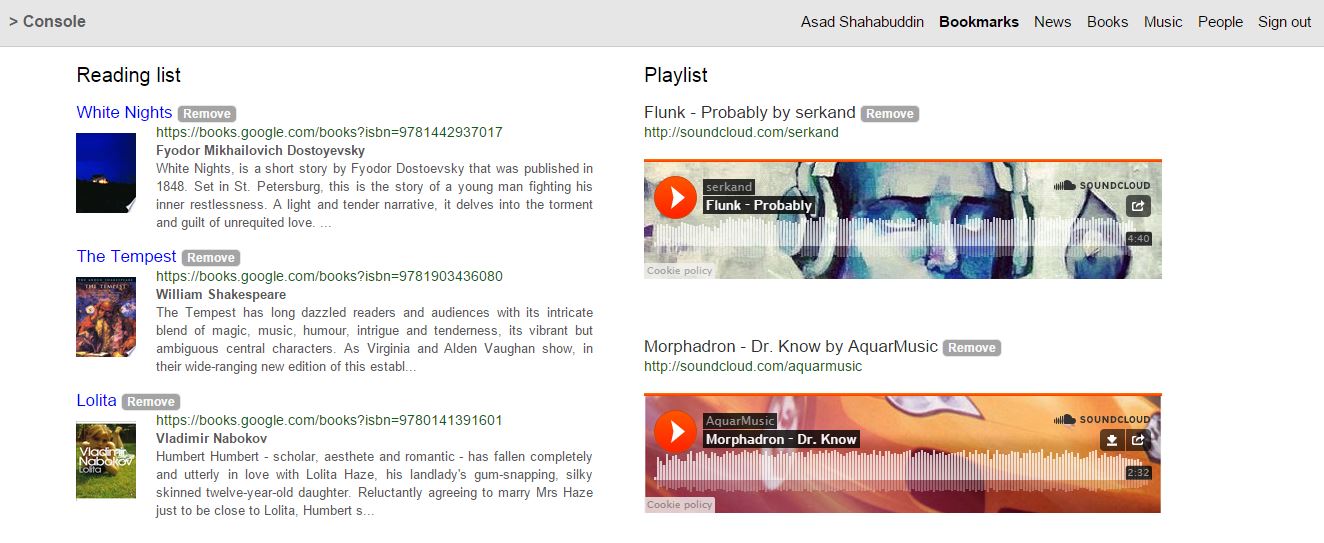 > Console
Asad Shahabuddin Bookmarks News Books Music People Sign out
Reading list
White Nights Remove
https://books.google.com/books?isbn=9781442937017
Fyodor Mikhailovich Dostoyevsky
White Nights, is a short story by Fyodor Dostoevsky that was published in
1848. Set in St. Petersburg, this is the story of a young man fighting his
inner restlessness. A light and tender narrative, it delves into the torment
and guilt of unrequited love. ...
The Tempest Remove
THE TEMPEST
https://books.google.com/books?isbn=9781903436080
William Shakespeare
The Tempest has long dazzled readers and audiences with its intricate
blend of magic, music, humour, intrigue and tenderness, its vibrant but
ambiguous central characters. As Virginia and Alden Vaughan show, in
their wide-ranging new edition of this establ...
Lolita Remove
Vladimir
Nabokov
Lolita
https://books.google.com/books?isbn=9780141391601
Vladimir Nabokov
Humbert Humbert - scholar, aesthete and romantic - has fallen completely
and utterly in love with Lolita Haze, his landlady's gum-snapping, silky
skinned twelve-year-old daughter. Reluctantly agreeing to marry Mrs Haze
just to be close to Lolita, Humbert s...
Playlist
Flunk - Probably by serkand Remove
http://soundcloud.com/serkand
serkand
Flunk - Probably
SOUNDCLOUD
4:40
Cookie policy
Morphadron - Dr. Know by AquarMusic Remove
http://soundcloud.com/aquarmusic
AquarMusic
Morphadron - Dr. Know
SOUNDCLOUD
2:32
Cookie policy